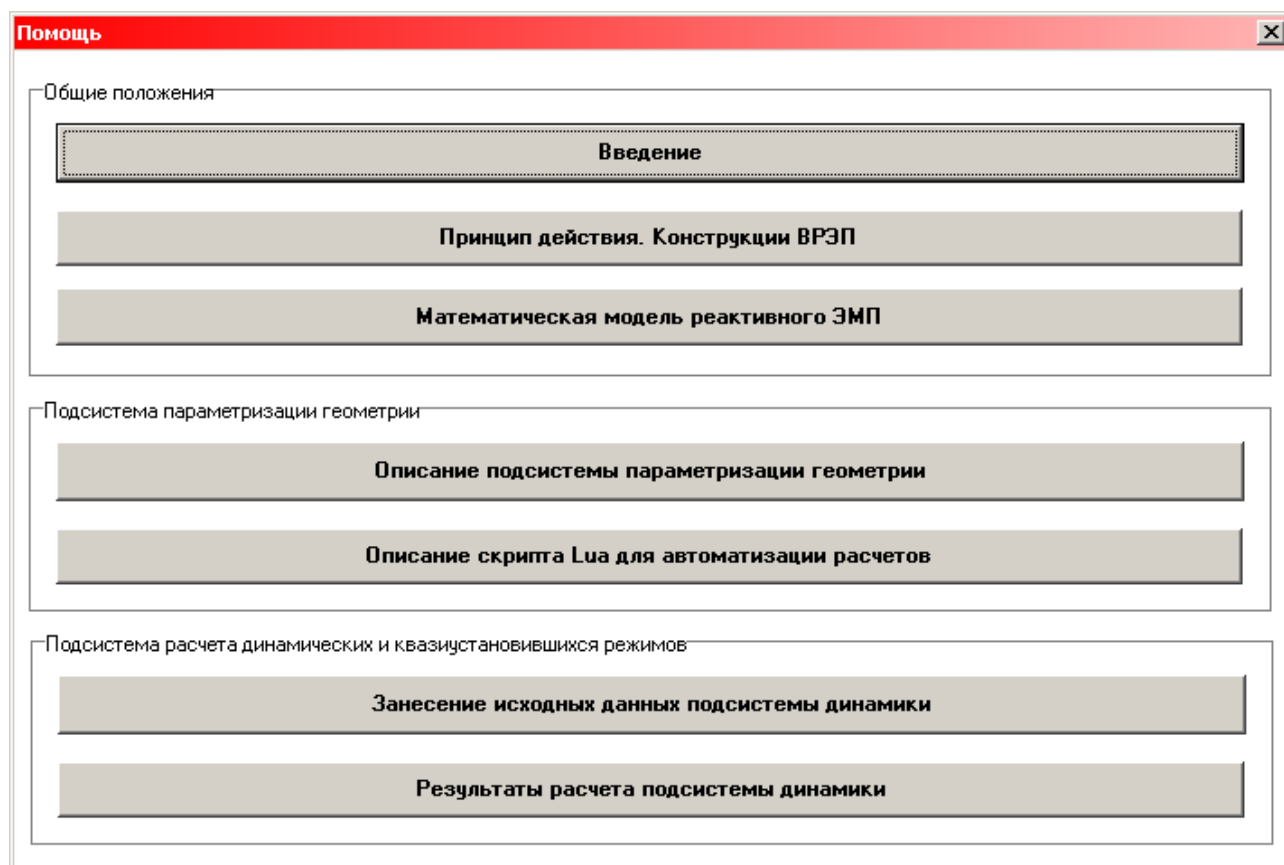 Помощь
Общие положения
Введение
Принцип действия. Конструкции ВРЭП
Математическая модель реактивного ЭМП
Подсистема параметризации геометрии
Описание подсистемы параметризации геометрии
Описание скрипта Lua для автоматизации расчетов
Подсистема расчета динамических и квазиустановившихся режимов
Занесение исходных данных подсистемы динамики
Результаты расчета подсистемы динамики